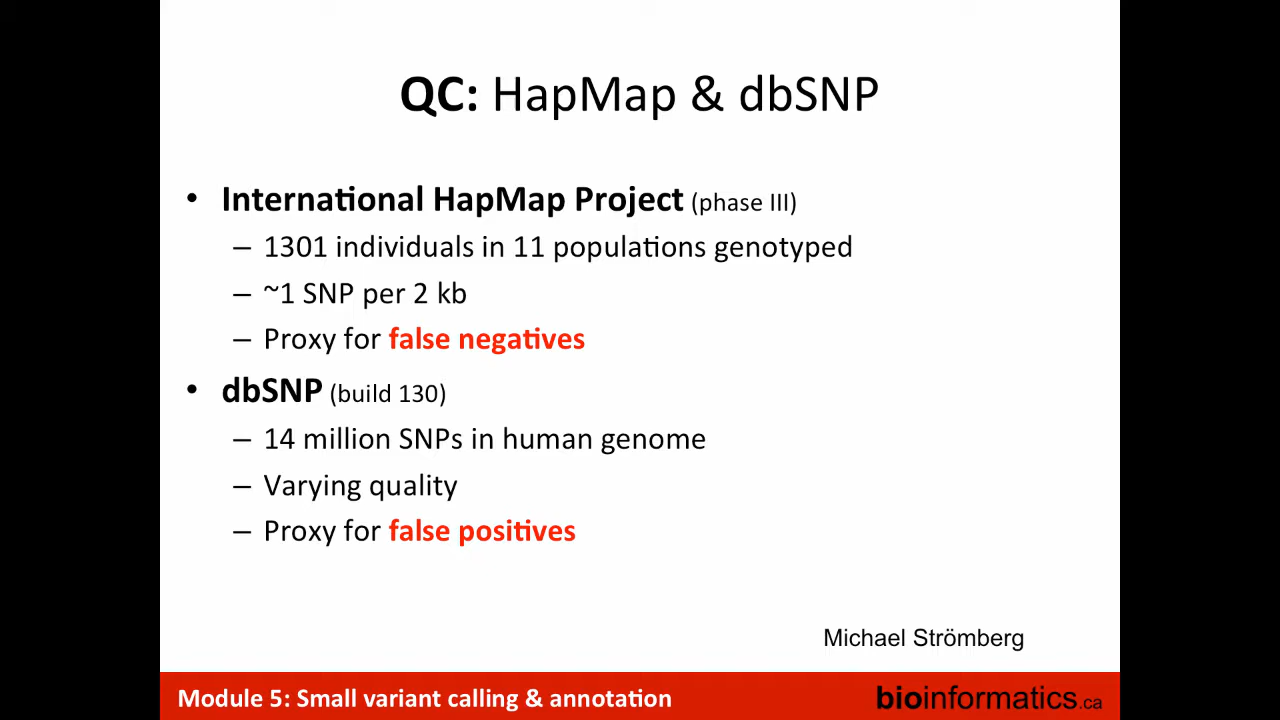 QC: HapMap & dbSNP
• International HapMap Project (phase III)
– 1301 individuals in 11 populations genotyped
– ~1 SNP per 2 kb
– Proxy for false negatives
• dbSNP (build 130)
– 14 million SNPs in human genome
– Varying quality
– Proxy for false positives
Michael Strömberg
Module 5: Small variant calling & annotation
bioinformatics.ca